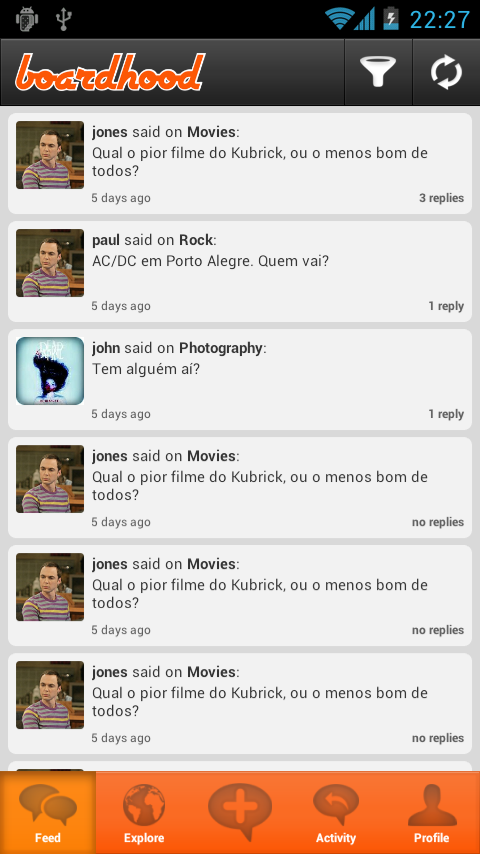 22:27
boardhood
jones said on Movies:
Qual o pior filme do Kubrick, ou o menos bom de
todos?
5 days ago 3 replies
paul said on Rock:
AC/DC em Porto Alegre. Quem vai?
5 days ago 1 reply
john said on Photography:
Tem alguém aí?
5 days ago 1 reply
jones said on Movies:
Qual o pior filme do Kubrick, ou o menos bom de
todos?
5 days ago no replies
jones said on Movies:
Qual o pior filme do Kubrick, ou o menos bom de
todos?
5 days ago no replies
jones said on Movies:
Qual o pior filme do Kubrick, ou o menos bom de
todos?
5 days ago no replies
Feed Explore Activity Profile